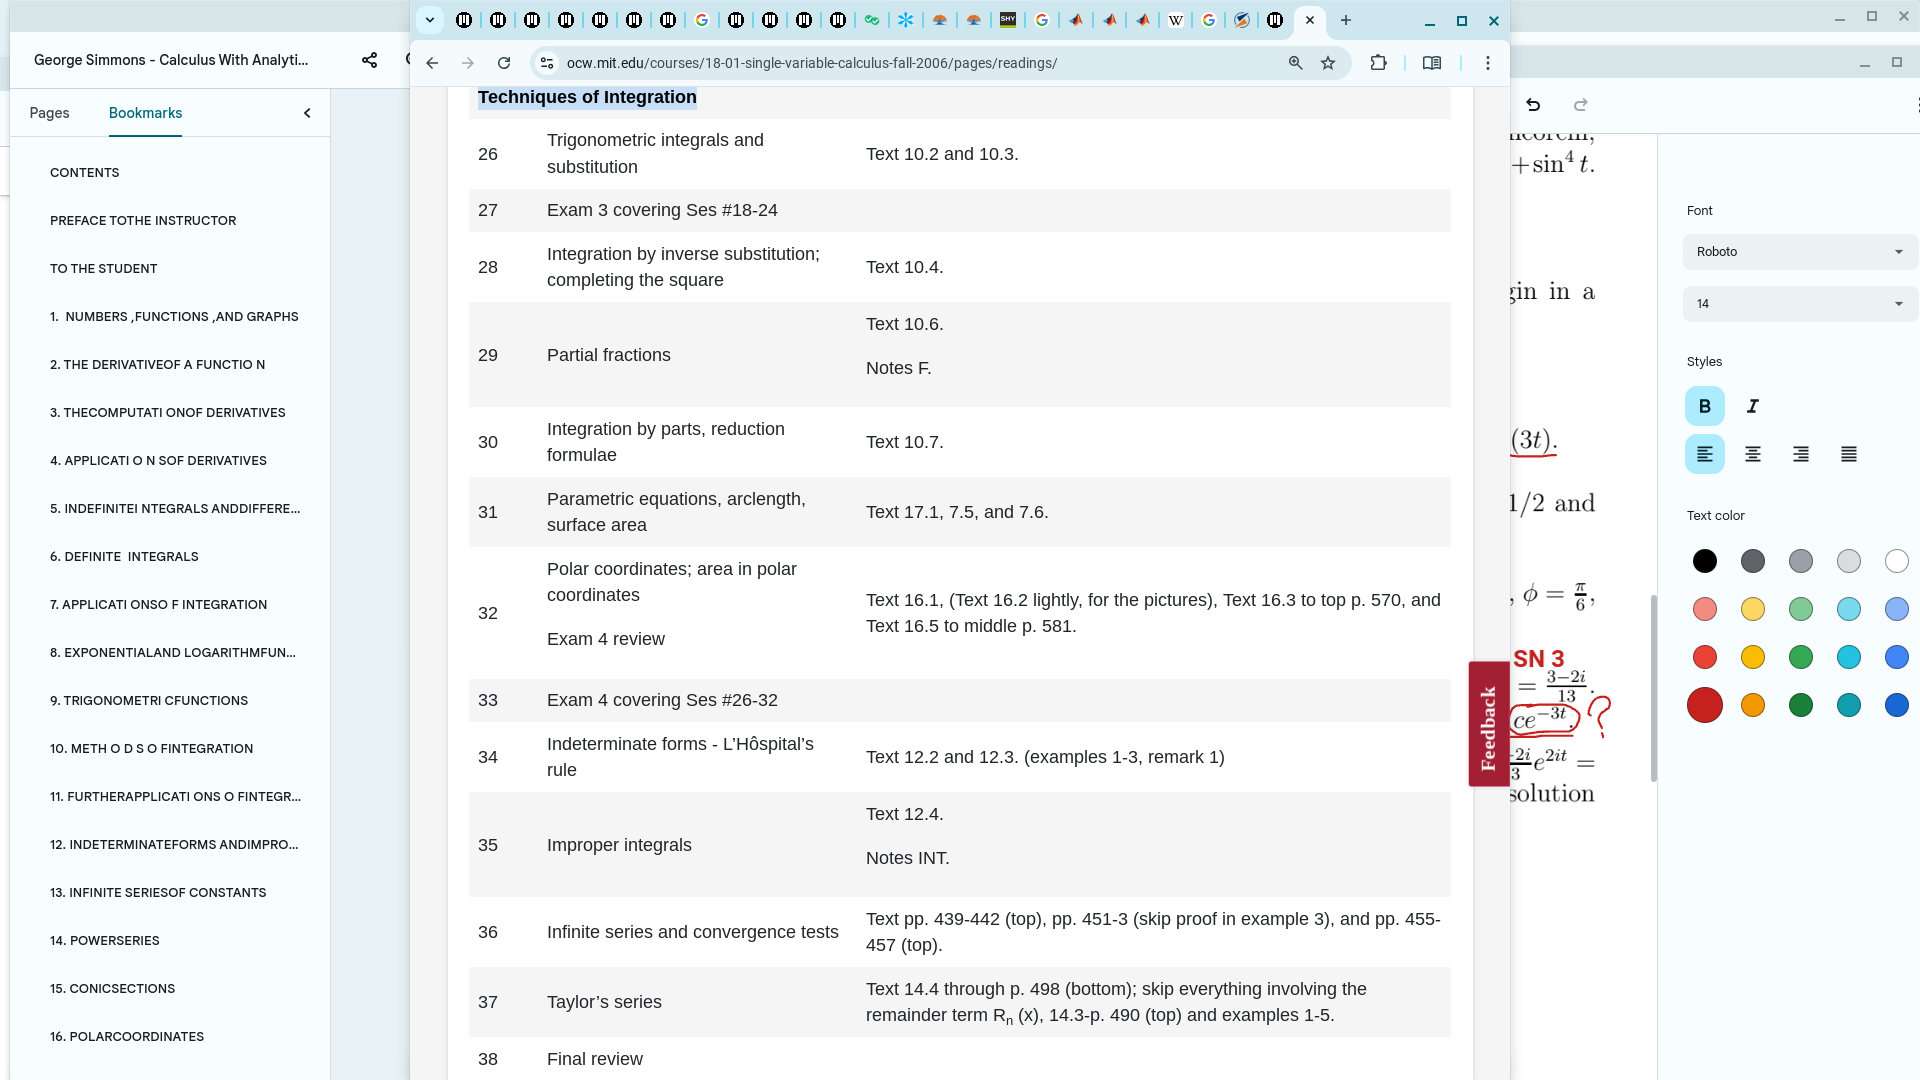 George Simmons - Calculus With Analyti...
Pages
Bookmarks
CONTENTS
PREFACE TOTHE INSTRUCTOR
TO THE STUDENT
1.  NUMBERS ,FUNCTIONS ,AND GRAPHS
2. THE DERIVATIVEOF A FUNCTIO N
3. THECOMPUTATI ONOF DERIVATIVES
4. APPLICATI O N SOF DERIVATIVES
5. INDEFINITEI NTEGRALS ANDDIFFERE...
6. DEFINITE  INTEGRALS
7. APPLICATI ONSO F INTEGRATION
8. EXPONENTIALAND LOGARITHMFUN...
9. TRIGONOMETRI CFUNCTIONS
10. METH O D S O FINTEGRATION
11. FURTHERAPPLICATI ONS O FINTEGR...
12. INDETERMINATEFORMS ANDIMPRO...
13. INFINITE SERIESOF CONSTANTS
14. POWERSERIES
15. CONICSECTIONS
16. POLARCOORDINATES
SHY
W
ocw.mit.edu/courses/18-01-single-variable-calculus-fall-2006/pages/readings/
Techniques of Integration
26
Trigonometric integrals and
substitution
Text 10.2 and 10.3.
27
Exam 3 covering Ses #18-24
28
Integration by inverse substitution;
completing the square
Text 10.4.
29
Partial fractions
Text 10.6.
Notes F.
30
Integration by parts, reduction
formulae
Text 10.7.
31
Parametric equations, arclength,
surface area
Text 17.1, 7.5, and 7.6.
32
Polar coordinates; area in polar
coordinates
Exam 4 review
Text 16.1, (Text 16.2 lightly, for the pictures), Text 16.3 to top p. 570, and
Text 16.5 to middle p. 581.
33
Exam 4 covering Ses #26-32
34
Indeterminate forms - L’Hôspital’s
rule
Text 12.2 and 12.3. (examples 1-3, remark 1)
35
Improper integrals
Text 12.4.
Notes INT.
36
Infinite series and convergence tests
Text pp. 439-442 (top), pp. 451-3 (skip proof in example 3), and pp. 455-
457 (top).
37
Taylor’s series
Text 14.4 through p. 498 (bottom); skip everything involving the
remainder term Rn (x), 14.3-p. 490 (top) and examples 1-5.
38
Final review
Feedback
+sin⁴ t.
in a
(3t).
1/2 and
, ϕ = π/6,
SN 3
= 3−2i/13.
ce⁻³ᵗ. ?
e²ⁱᵗ =
solution
Font
Roboto
14
Styles
B
I
Text color